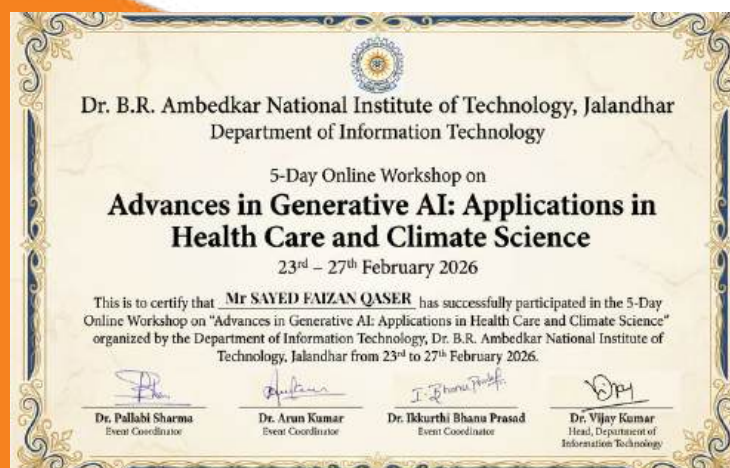 Dr. B.R. Ambedkar National Institute of Technology, Jalandhar
Department of Information Technology
5-Day Online Workshop on
Advances in Generative AI: Applications in
Health Care and Climate Science
23rd – 27th February 2026
This is to certify that Mr SAYED FAIZAN QASER has successfully participated in the 5-Day
Online Workshop on "Advances in Generative AI: Applications in Health Care and Climate Science"
organized by the Department of Information Technology, Dr. B.R. Ambedkar National Institute of
Technology, Jalandhar from 23rd to 27th February 2026.
I. Bhanu Prasad
Dr. Pallabi Sharma Dr. Arun Kumar Dr. Ikkurthi Bhanu Prasad Dr. Vijay Kumar
Event Coordinator Event Coordinator Event Coordinator Head, Department of
Information Technology